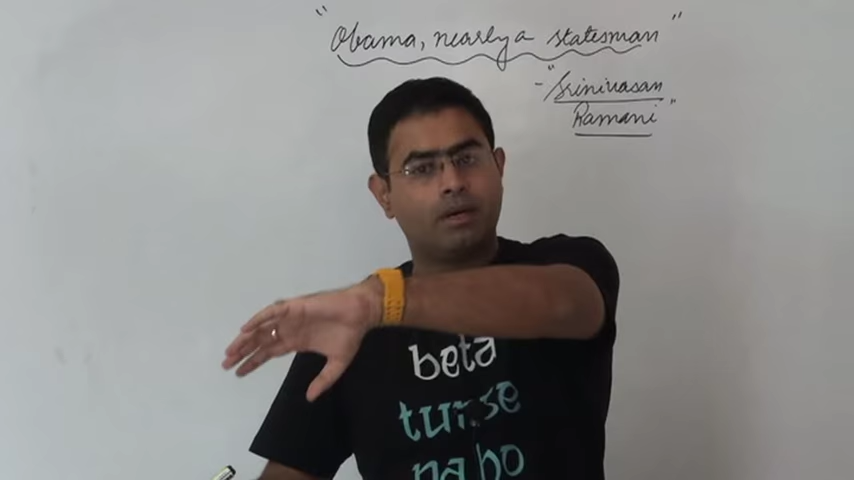 "Obama, nearly a statesman"
- "Srinivasan
Ramani"
beta
tumse
na ho